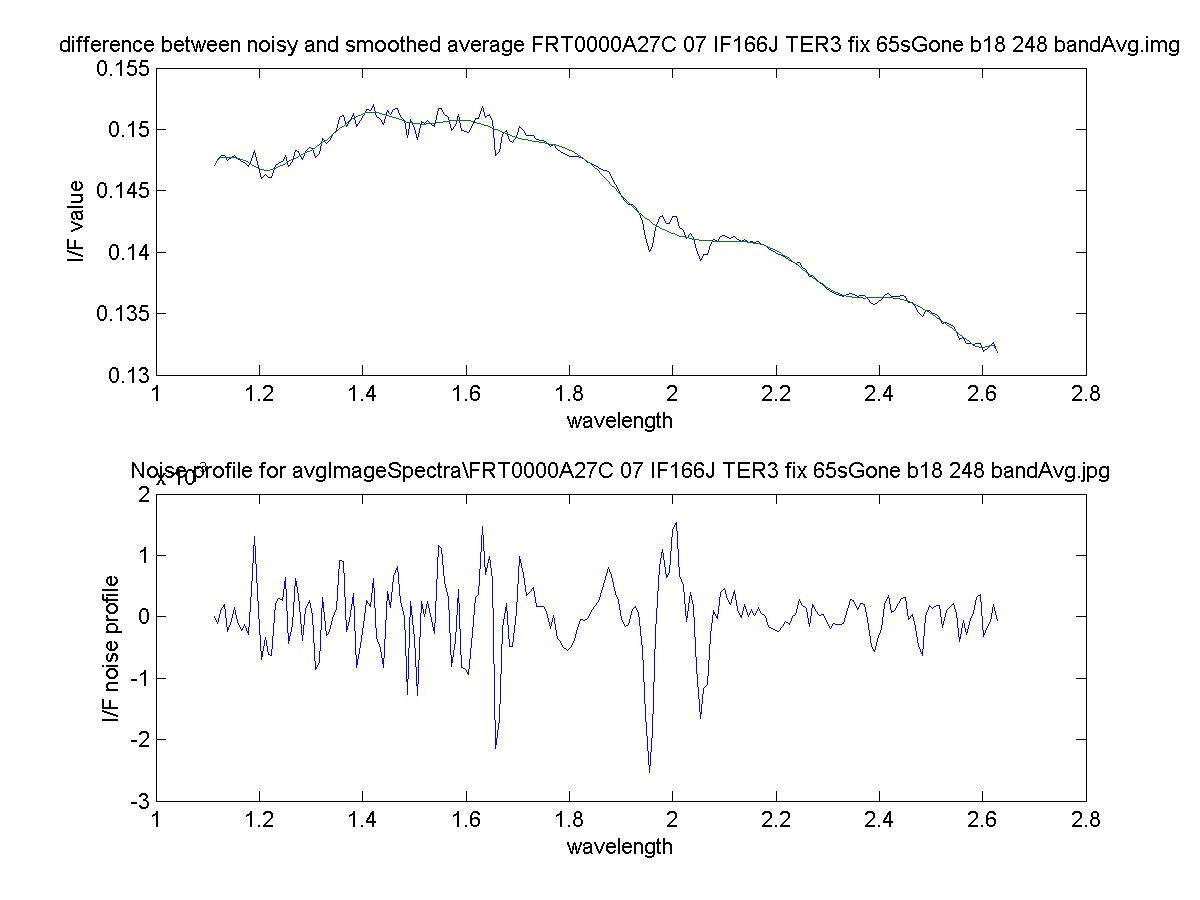 difference between noisy and smoothed average FRT0000A27C 07 IF166J TER3 fix 65sGone b18 248 bandAvg.img
0.155
0.15
0.145
0.14
0.135
0.13
I/F value
1 1.2 1.4 1.6 1.8 2 2.2 2.4 2.6 2.8
wavelength
Noise profile for avgImageSpectra\FRT0000A27C 07 IF166J TER3 fix 65sGone b18 248 bandAvg.jpg
x 10-3
2
1
0
-1
-2
-3
I/F noise profile
1 1.2 1.4 1.6 1.8 2 2.2 2.4 2.6 2.8
wavelength